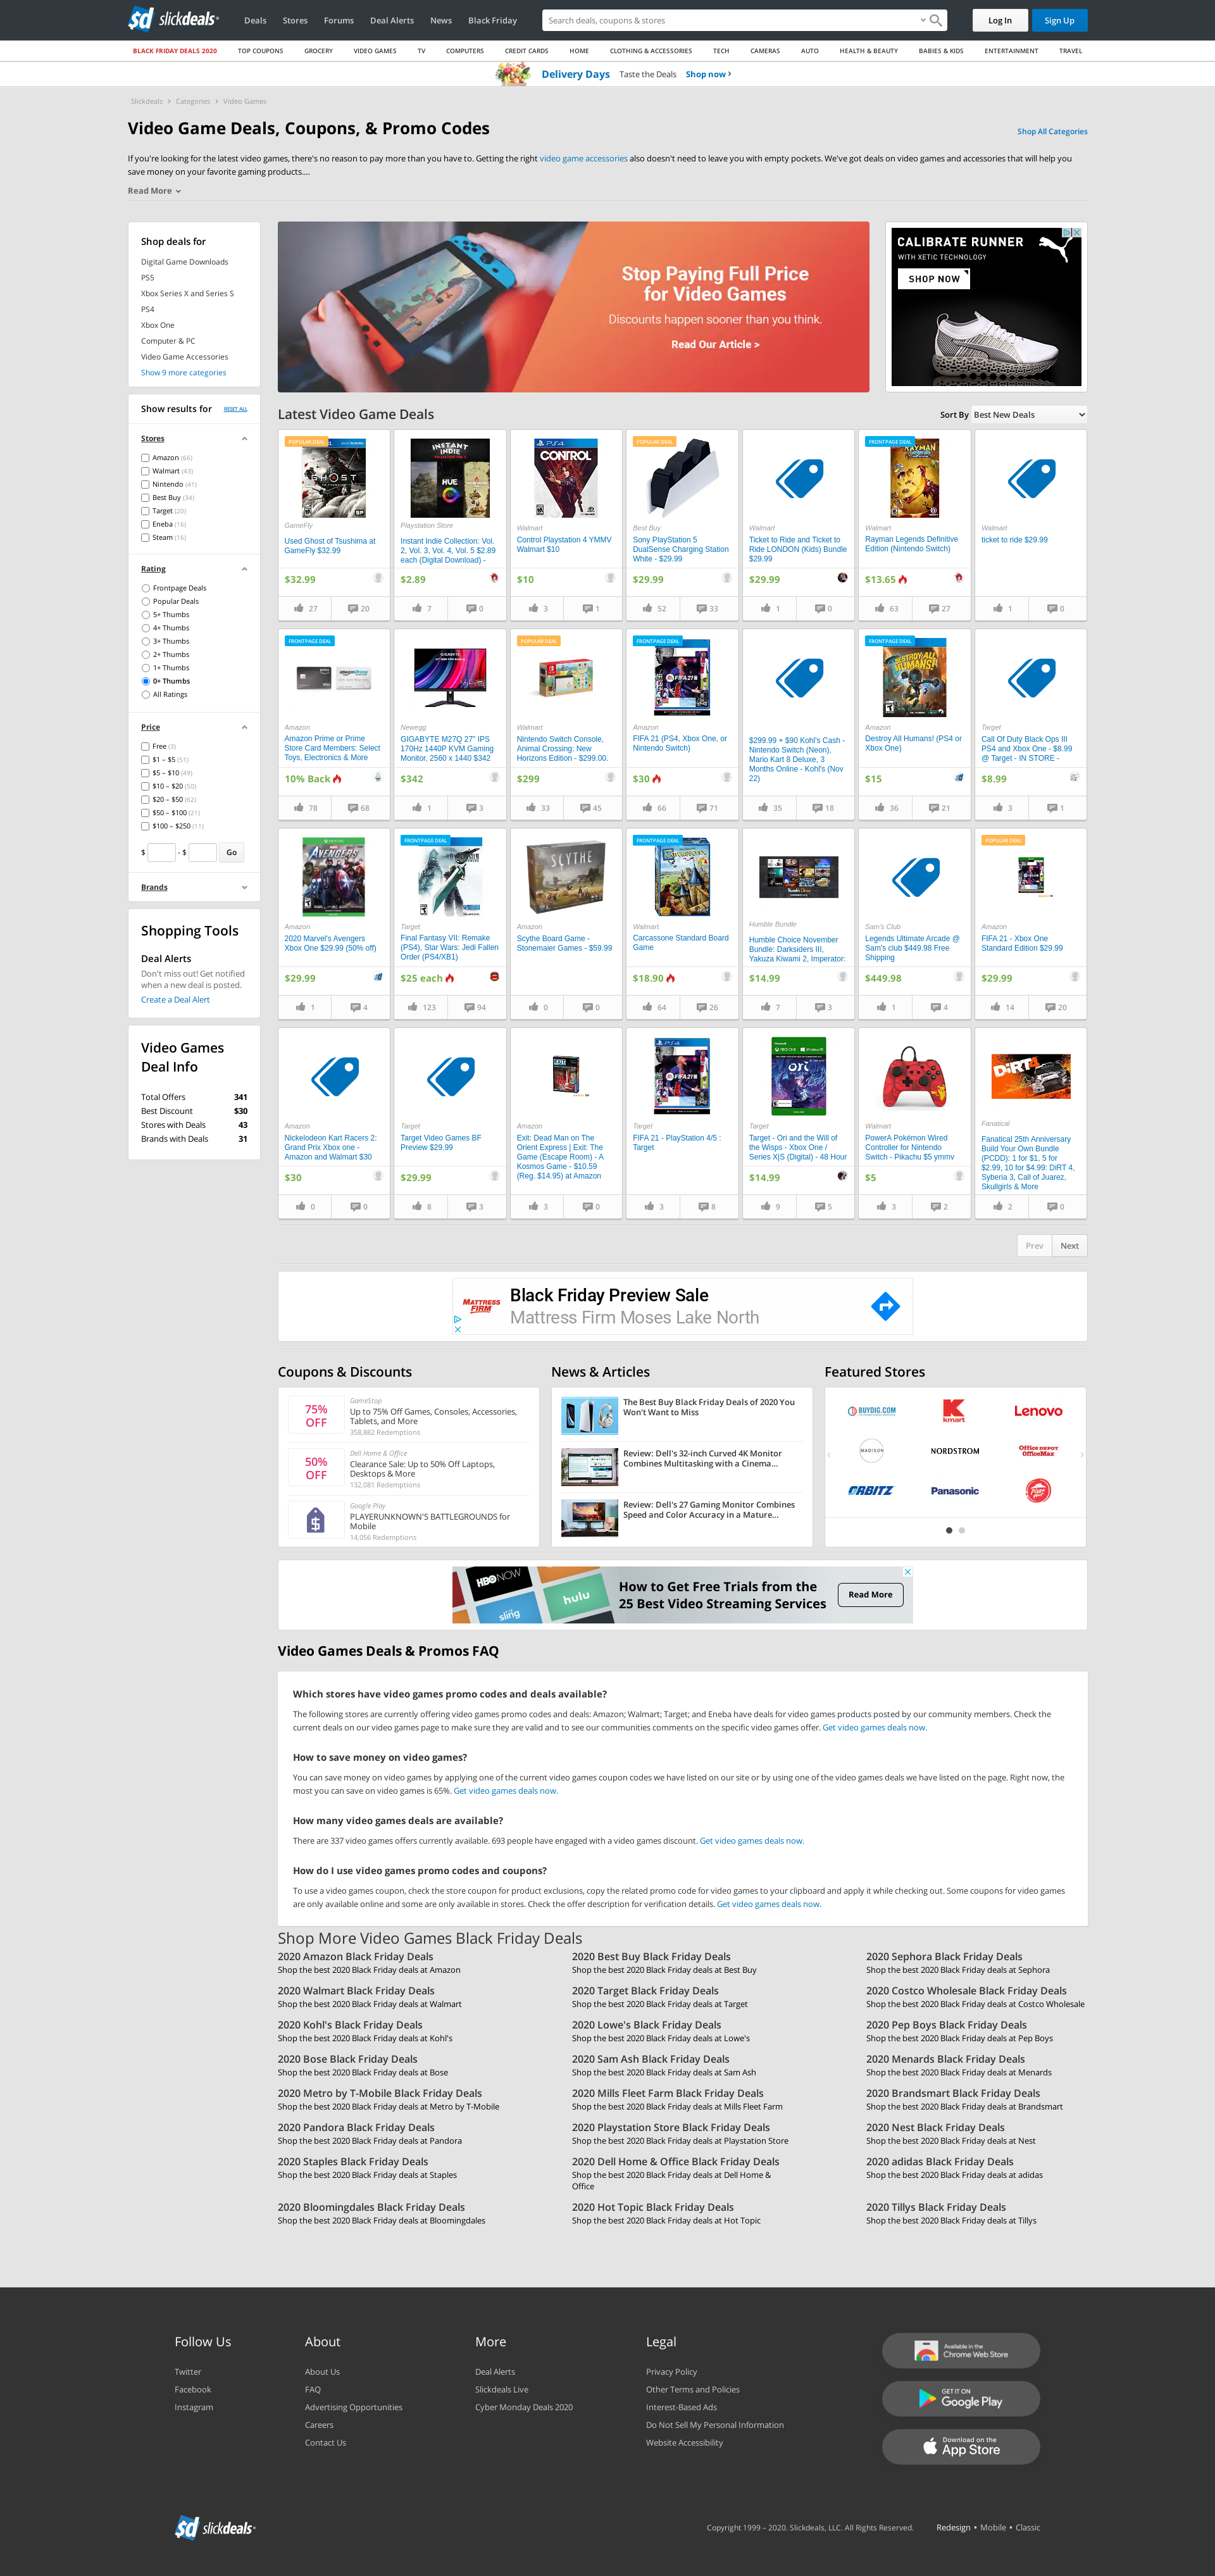 slickdeals
Deals
Stores
Forums
Deal Alerts
News
Black Friday
Search deals, coupons & stores
Log In
Sign Up
BLACK FRIDAY DEALS 2020
TOP COUPONS
GROCERY
VIDEO GAMES
TV
COMPUTERS
CREDIT CARDS
HOME
CLOTHING & ACCESSORIES
TECH
CAMERAS
AUTO
HEALTH & BEAUTY
BABIES & KIDS
ENTERTAINMENT
TRAVEL
Delivery Days Taste the Deals Shop now ›
Slickdeals › Categories › Video Games
Video Game Deals, Coupons, & Promo Codes
Shop All Categories
If you're looking for the latest video games, there's no reason to pay more than you have to. Getting the right video game accessories also doesn't need to leave you with empty pockets. We've got deals on video games and accessories that will help you
save money on your favorite gaming products....
Read More
Shop deals for
Digital Game Downloads
PS5
Xbox Series X and Series S
PS4
Xbox One
Computer & PC
Video Game Accessories
Show 9 more categories
Show results for RESET ALL
Stores
Amazon (66)
Walmart (43)
Nintendo (41)
Best Buy (34)
Target (20)
Eneba (16)
Steam (16)
Rating
Frontpage Deals
Popular Deals
5+ Thumbs
4+ Thumbs
3+ Thumbs
2+ Thumbs
1+ Thumbs
0+ Thumbs
All Ratings
Price
Free (3)
$1 – $5 (51)
$5 – $10 (49)
$10 – $20 (50)
$20 – $50 (62)
$50 – $100 (21)
$100 – $250 (11)
$ - $ Go
Brands
Shopping Tools
Deal Alerts
Don't miss out! Get notified
when a new deal is posted.
Create a Deal Alert
Video Games
Deal Info
Total Offers 341
Best Discount $30
Stores with Deals 43
Brands with Deals 31
Stop Paying Full Price
for Video Games
Discounts happen sooner than you think.
Read Our Article >
CALIBRATE RUNNER
WITH XETIC TECHNOLOGY
SHOP NOW
Latest Video Game Deals
Sort By Best New Deals
POPULAR DEAL
GameFly
Used Ghost of Tsushima at
GameFly $32.99
$32.99
27 20
Playstation Store
Instant Indie Collection: Vol.
2, Vol. 3, Vol. 4, Vol. 5 $2.89
each (Digital Download) -
$2.89
7 0
Walmart
Control Playstation 4 YMMV
Walmart $10
$10
3 1
POPULAR DEAL
Best Buy
Sony PlayStation 5
DualSense Charging Station
White - $29.99
$29.99
52 33
Walmart
Ticket to Ride and Ticket to
Ride LONDON (Kids) Bundle
$29.99
$29.99
1 0
FRONTPAGE DEAL
Walmart
Rayman Legends Definitive
Edition (Nintendo Switch)
$13.65
63 27
Walmart
ticket to ride $29.99
1 0
FRONTPAGE DEAL
Amazon
Amazon Prime or Prime
Store Card Members: Select
Toys, Electronics & More
10% Back
78 68
Newegg
GIGABYTE M27Q 27" IPS
170Hz 1440P KVM Gaming
Monitor, 2560 x 1440 $342
$342
1 3
POPULAR DEAL
Walmart
Nintendo Switch Console,
Animal Crossing: New
Horizons Edition - $299.00.
$299
33 45
FRONTPAGE DEAL
Amazon
FIFA 21 (PS4, Xbox One, or
Nintendo Switch)
$30
66 71
$299.99 + $90 Kohl's Cash -
Nintendo Switch (Neon),
Mario Kart 8 Deluxe, 3
Months Online - Kohl's (Nov
22)
35 18
FRONTPAGE DEAL
Amazon
Destroy All Humans! (PS4 or
Xbox One)
$15
36 21
Target
Call Of Duty Black Ops III
PS4 and Xbox One - $8.99
@ Target - IN STORE -
$8.99
3 1
Amazon
2020 Marvel's Avengers
Xbox One $29.99 (50% off)
$29.99
1 4
FRONTPAGE DEAL
Target
Final Fantasy VII: Remake
(PS4), Star Wars: Jedi Fallen
Order (PS4/XB1)
$25 each
123 94
Amazon
Scythe Board Game -
Stonemaier Games - $59.99
0 0
FRONTPAGE DEAL
Walmart
Carcassone Standard Board
Game
$18.90
64 26
Humble Bundle
Humble Choice November
Bundle: Darksiders III,
Yakuza Kiwami 2, Imperator:
$14.99
7 3
Sam's Club
Legends Ultimate Arcade @
Sam's club $449.98 Free
Shipping
$449.98
1 4
POPULAR DEAL
Amazon
FIFA 21 - Xbox One
Standard Edition $29.99
$29.99
14 20
Amazon
Nickelodeon Kart Racers 2:
Grand Prix Xbox one -
Amazon and Walmart $30
$30
0 0
Target
Target Video Games BF
Preview $29.99
$29.99
8 3
Amazon
Exit: Dead Man on The
Orient Express | Exit: The
Game (Escape Room) - A
Kosmos Game - $10.59
(Reg. $14.95) at Amazon
3 0
Target
FIFA 21 - PlayStation 4/5 :
Target
3 8
Target
Target - Ori and the Will of
the Wisps - Xbox One /
Series X|S (Digital) - 48 Hour
$14.99
9 5
Walmart
PowerA Pokémon Wired
Controller for Nintendo
Switch - Pikachu $5 ymmv
$5
3 2
Fanatical
Fanatical 25th Anniversary
Build Your Own Bundle
(PCDD): 1 for $1, 5 for
$2.99, 10 for $4.99: DiRT 4,
Syberia 3, Call of Juarez,
Skullgirls & More
2 0
Prev Next
MATTRESS FIRM
Black Friday Preview Sale
Mattress Firm Moses Lake North
Coupons & Discounts
75% OFF
GameStop
Up to 75% Off Games, Consoles, Accessories,
Tablets, and More
358,882 Redemptions
50% OFF
Dell Home & Office
Clearance Sale: Up to 50% Off Laptops,
Desktops & More
132,081 Redemptions
Google Play
PLAYERUNKNOWN'S BATTLEGROUNDS for
Mobile
14,056 Redemptions
News & Articles
The Best Buy Black Friday Deals of 2020 You
Won't Want to Miss
Review: Dell's 32-inch Curved 4K Monitor
Combines Multitasking with a Cinema...
Review: Dell's 27 Gaming Monitor Combines
Speed and Color Accuracy in a Mature...
Featured Stores
BUYDIG.COM
kmart
Lenovo
MADISON
NORDSTROM
Office DEPOT
OfficeMax
ORBITZ
Panasonic
Pizza Hut
HBO NOW
sling
hulu
How to Get Free Trials from the
25 Best Video Streaming Services
Read More
Video Games Deals & Promos FAQ
Which stores have video games promo codes and deals available?
The following stores are currently offering video games promo codes and deals: Amazon; Walmart; Target; and Eneba have deals for video games products posted by our community members. Check the
current deals on our video games page to make sure they are valid and to see our communities comments on the specific video games offer. Get video games deals now.
How to save money on video games?
You can save money on video games by applying one of the current video games coupon codes we have listed on our site or by using one of the video games deals we have listed on the page. Right now, the
most you can save on video games is 65%. Get video games deals now.
How many video games deals are available?
There are 337 video games offers currently available. 693 people have engaged with a video games discount. Get video games deals now.
How do I use video games promo codes and coupons?
To use a video games coupon, check the store coupon for product exclusions, copy the related promo code for video games to your clipboard and apply it while checking out. Some coupons for video games
are only available online and some are only available in stores. Check the offer description for verification details. Get video games deals now.
Shop More Video Games Black Friday Deals
2020 Amazon Black Friday Deals
Shop the best 2020 Black Friday deals at Amazon
2020 Best Buy Black Friday Deals
Shop the best 2020 Black Friday deals at Best Buy
2020 Sephora Black Friday Deals
Shop the best 2020 Black Friday deals at Sephora
2020 Walmart Black Friday Deals
Shop the best 2020 Black Friday deals at Walmart
2020 Target Black Friday Deals
Shop the best 2020 Black Friday deals at Target
2020 Costco Wholesale Black Friday Deals
Shop the best 2020 Black Friday deals at Costco Wholesale
2020 Kohl's Black Friday Deals
Shop the best 2020 Black Friday deals at Kohl's
2020 Lowe's Black Friday Deals
Shop the best 2020 Black Friday deals at Lowe's
2020 Pep Boys Black Friday Deals
Shop the best 2020 Black Friday deals at Pep Boys
2020 Bose Black Friday Deals
Shop the best 2020 Black Friday deals at Bose
2020 Sam Ash Black Friday Deals
Shop the best 2020 Black Friday deals at Sam Ash
2020 Menards Black Friday Deals
Shop the best 2020 Black Friday deals at Menards
2020 Metro by T-Mobile Black Friday Deals
Shop the best 2020 Black Friday deals at Metro by T-Mobile
2020 Mills Fleet Farm Black Friday Deals
Shop the best 2020 Black Friday deals at Mills Fleet Farm
2020 Brandsmart Black Friday Deals
Shop the best 2020 Black Friday deals at Brandsmart
2020 Pandora Black Friday Deals
Shop the best 2020 Black Friday deals at Pandora
2020 Playstation Store Black Friday Deals
Shop the best 2020 Black Friday deals at Playstation Store
2020 Nest Black Friday Deals
Shop the best 2020 Black Friday deals at Nest
2020 Staples Black Friday Deals
Shop the best 2020 Black Friday deals at Staples
2020 Dell Home & Office Black Friday Deals
Shop the best 2020 Black Friday deals at Dell Home &
Office
2020 adidas Black Friday Deals
Shop the best 2020 Black Friday deals at adidas
2020 Bloomingdales Black Friday Deals
Shop the best 2020 Black Friday deals at Bloomingdales
2020 Hot Topic Black Friday Deals
Shop the best 2020 Black Friday deals at Hot Topic
2020 Tillys Black Friday Deals
Shop the best 2020 Black Friday deals at Tillys
Follow Us
Twitter
Facebook
Instagram
About
About Us
FAQ
Advertising Opportunities
Careers
Contact Us
More
Deal Alerts
Slickdeals Live
Cyber Monday Deals 2020
Legal
Privacy Policy
Other Terms and Policies
Interest-Based Ads
Do Not Sell My Personal Information
Website Accessibility
Available in the
Chrome Web Store
GET IT ON
Google Play
Download on the
App Store
slickdeals
Copyright 1999 – 2020. Slickdeals, LLC. All Rights Reserved.
Redesign • Mobile • Classic